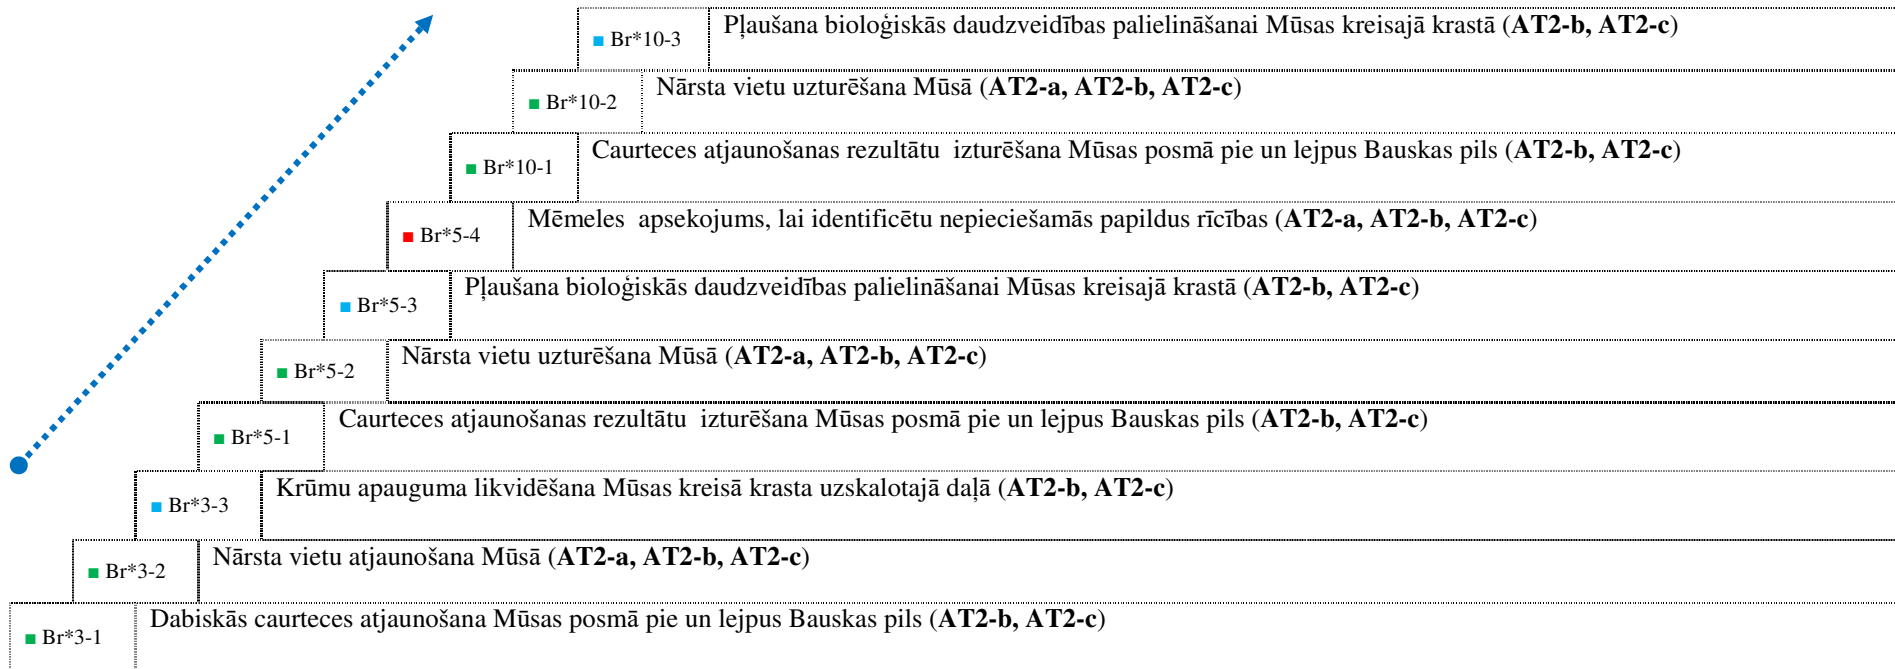 Br*10-3 Pļaušana bioloģiskās daudzveidības palielināšanai Mūsas kreisajā krastā (AT2-b, AT2-c)
Br*10-2 Nārsta vietu uzturēšana Mūsā (AT2-a, AT2-b, AT2-c)
Br*10-1 Caurteces atjaunošanas rezultātu izturēšana Mūsas posmā pie un lejpus Bauskas pils (AT2-b, AT2-c)
Br*5-4 Mēmeles apsekojums, lai identificētu nepieciešamās papildus rīcības (AT2-a, AT2-b, AT2-c)
Br*5-3 Pļaušana bioloģiskās daudzveidības palielināšanai Mūsas kreisajā krastā (AT2-b, AT2-c)
Br*5-2 Nārsta vietu uzturēšana Mūsā (AT2-a, AT2-b, AT2-c)
Br*5-1 Caurteces atjaunošanas rezultātu izturēšana Mūsas posmā pie un lejpus Bauskas pils (AT2-b, AT2-c)
Br*3-3 Krūmu apauguma likvidēšana Mūsas kreisā krasta uzskalotajā daļā (AT2-b, AT2-c)
Br*3-2 Nārsta vietu atjaunošana Mūsā (AT2-a, AT2-b, AT2-c)
Br*3-1 Dabiskās caurteces atjaunošana Mūsas posmā pie un lejpus Bauskas pils (AT2-b, AT2-c)